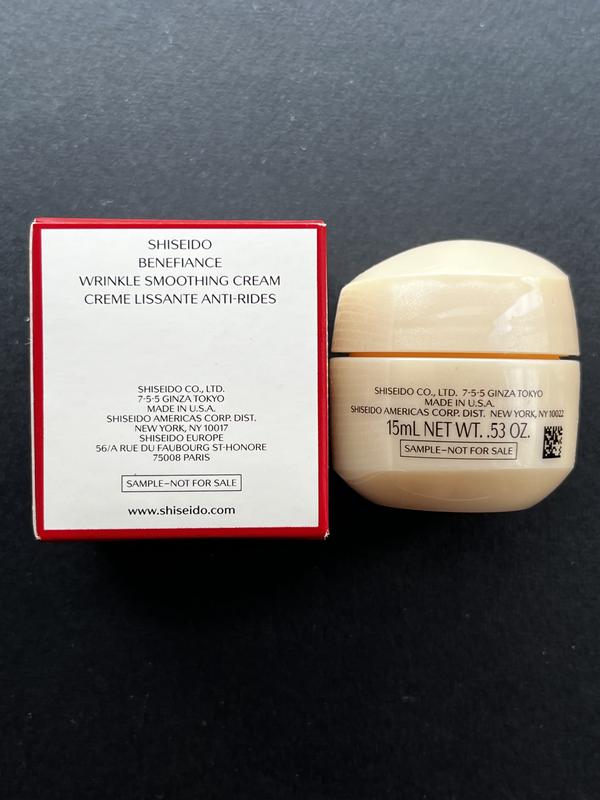 SHISEIDO
BENEFIANCE
WRINKLE SMOOTHING CREAM
CREME LISSANTE ANTI-RIDES
SHISEIDO CO., LTD.
7-5-5 GINZA TOKYO
MADE IN U.S.A.
SHISEIDO AMERICAS CORP. DIST.
NEW YORK, NY 10017
SHISEIDO EUROPE
56/A RUE DU FAUBOURG ST-HONORE
75008 PARIS
SAMPLE–NOT FOR SALE
www.shiseido.com
SHISEIDO CO., LTD. 7-5-5 GINZA TOKYO
MADE IN U.S.A.
SHISEIDO AMERICAS CORP. DIST. NEW YORK, NY 10022
15mL NET WT. .53 OZ.
SAMPLE–NOT FOR SALE